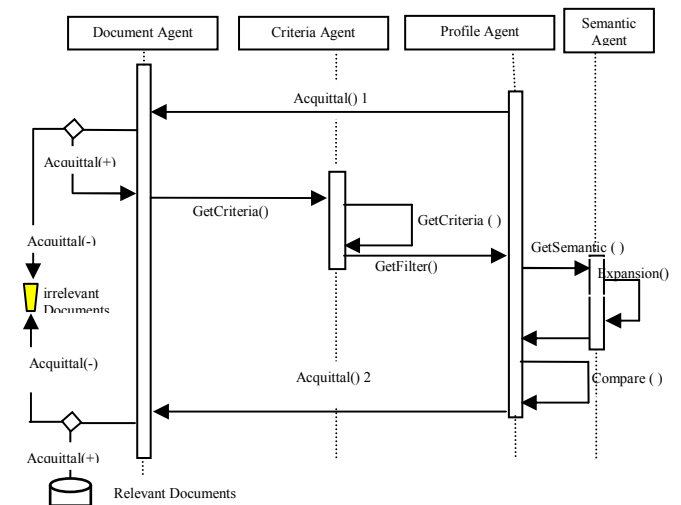 Document Agent
Criteria Agent
Profile Agent
Semantic
Agent
Acquittal() 1
Acquittal(+)
GetCriteria()
GetCriteria ( )
Acquittal(-)
GetSemantic ( )
GetFilter()
Expansion()
irrelevant
Documents
Acquittal(-)
Acquittal() 2
Compare ( )
Acquittal(+)
Relevant Documents